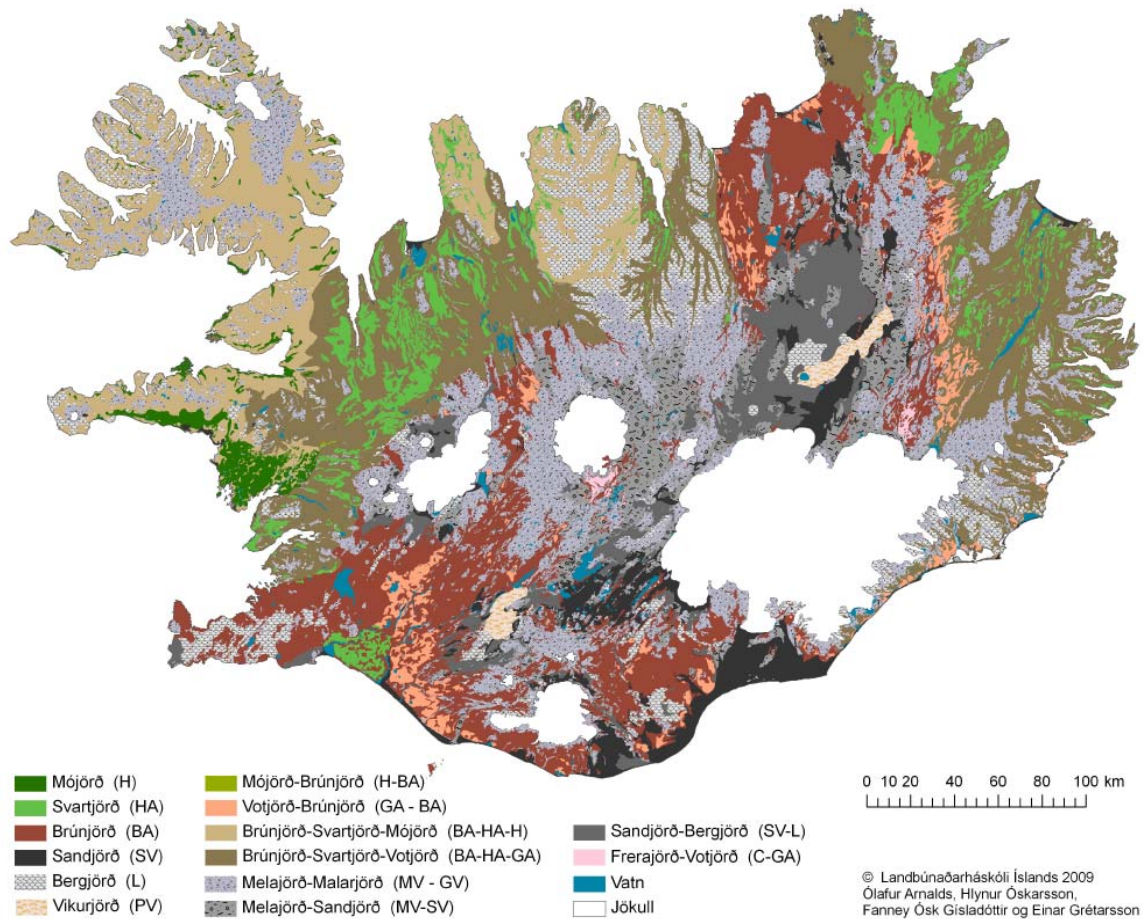 Mójörð (H)
Svartjörð (HA)
Brúnjörð (BA)
Sandjörð (SV)
Bergjörð (L)
Vikurjörð (PV)
Mójörð-Brúnjörð (H-BA)
Votjörð-Brúnjörð (GA - BA)
Brúnjörð-Svartjörð-Mójörð (BA-HA-H)
Brúnjörð-Svartjörð-Votjörð (BA-HA-GA)
Melajörð-Malarjörð (MV - GV)
Melajörð-Sandjörð (MV-SV)
Sandjörð-Bergjörð (SV-L)
Frerajörð-Votjörð (C-GA)
Vatn
Jökull
0 10 20 40 60 80 100 km
© Landbúnaðarháskóli Íslands 2009
Ólafur Arnalds, Hlynur Óskarsson,
Fanney Ósk Gísladóttir og Einar Grétarsson